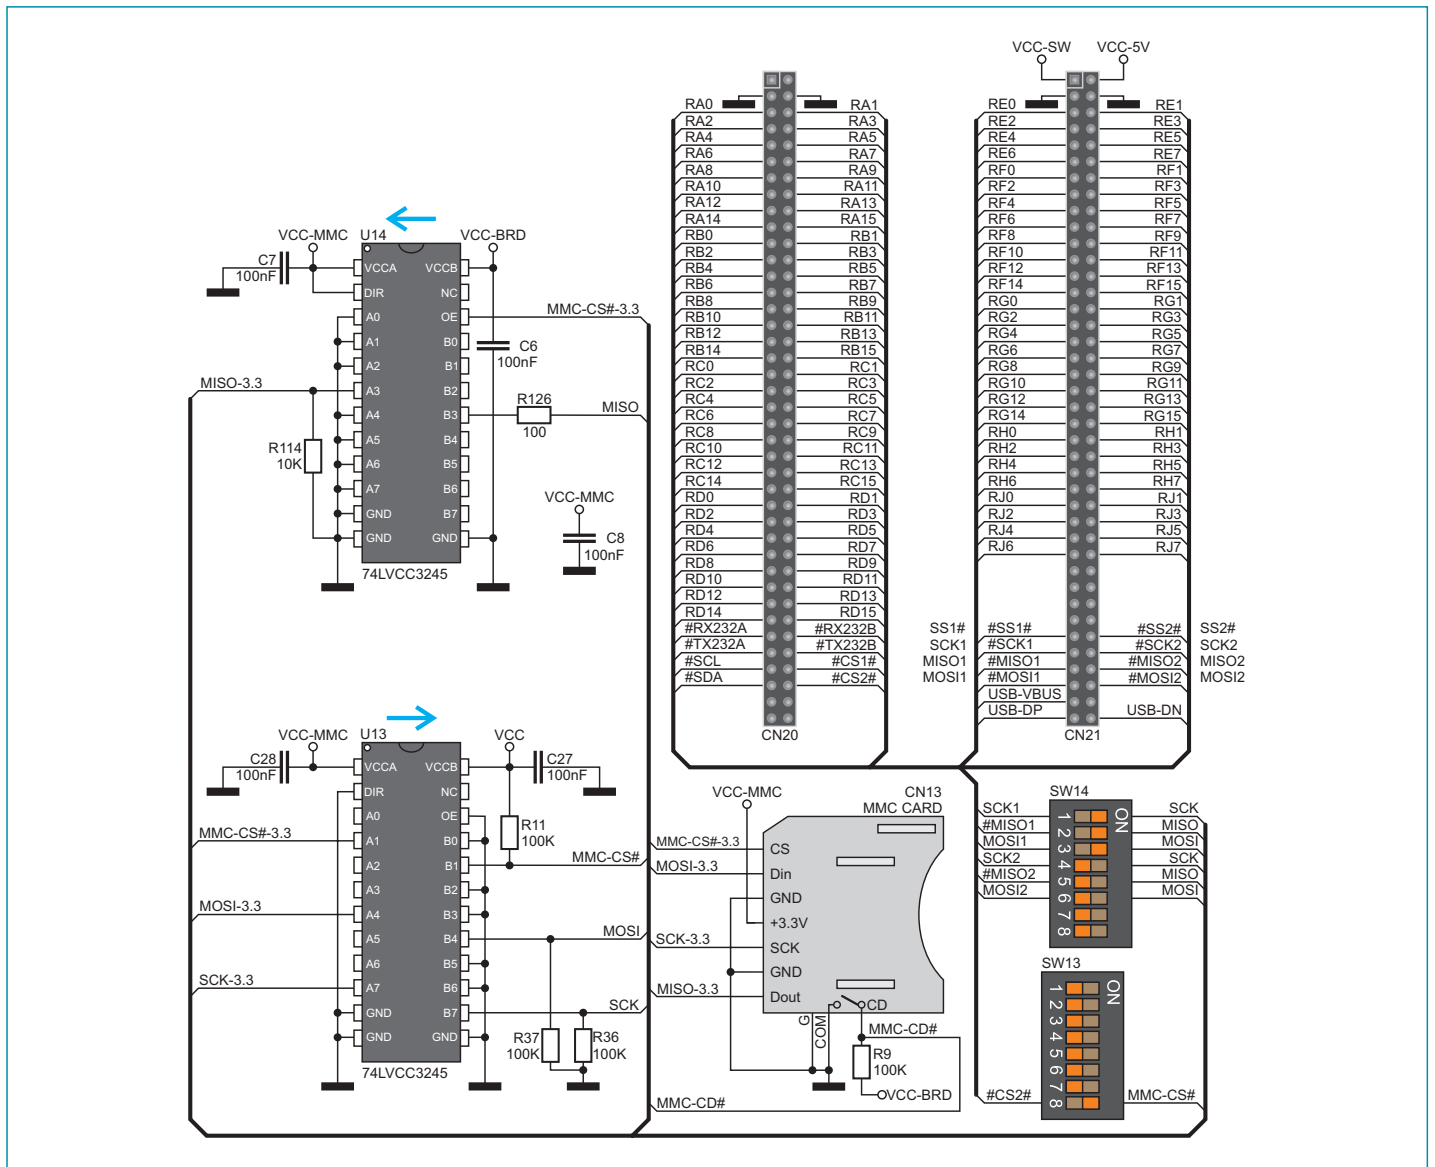 VCC-SW VCC-5V
RA0 RA1
RA2 RA3
RA4 RA5
RA6 RA7
RA8 RA9
RA10 RA11
RA12 RA13
RA14 RA15
RB0 RB1
RB2 RB3
RB4 RB5
RB6 RB7
RB8 RB9
RB10 RB11
RB12 RB13
RB14 RB15
RC0 RC1
RC2 RC3
RC4 RC5
RC6 RC7
RC8 RC9
RC10 RC11
RC12 RC13
RC14 RC15
RD0 RD1
RD2 RD3
RD4 RD5
RD6 RD7
RD8 RD9
RD10 RD11
RD12 RD13
RD14 RD15
#RX232A #RX232B
#TX232A #TX232B
#SCL #CS1#
#SDA #CS2#
CN20
RE0 RE1
RE2 RE3
RE4 RE5
RE6 RE7
RF0 RF1
RF2 RF3
RF4 RF5
RF6 RF7
RF8 RF9
RF10 RF11
RF12 RF13
RF14 RF15
RG0 RG1
RG2 RG3
RG4 RG5
RG6 RG7
RG8 RG9
RG10 RG11
RG12 RG13
RG14 RG15
RH0 RH1
RH2 RH3
RH4 RH5
RH6 RH7
RJ0 RJ1
RJ2 RJ3
RJ4 RJ5
RJ6 RJ7
SS1# #SS1# #SS2# SS2#
SCK1 #SCK1 #SCK2 SCK2
MISO1 #MISO1 #MISO2 MISO2
MOSI1 #MOSI1 #MOSI2 MOSI2
USB-VBUS
USB-DP USB-DN
CN21
VCC-MMC U14 VCC-BRD
C7
100nF
VCCA VCCB
DIR NC
A0 OE MMC-CS#-3.3
A1 B0
C6
100nF
A2 B1
MISO-3.3 A3 B2
A4 B3 R126 MISO
100
A5 B4
R114
10K
A6 B5
A7 B6
GND B7
GND GND
74LVCC3245
VCC-MMC
C8
100nF
VCC-MMC U13 VCC
C28
100nF
VCCA VCCB
C27
100nF
DIR NC
A0 OE
R11
100K
MMC-CS#-3.3 A1 B0
A2 B1 MMC-CS#
A3 B2
MOSI-3.3 A4 B3
A5 B4 MOSI
A6 B5
SCK-3.3 A7 B6
GND B7 SCK
GND GND
R37
100K
R36
100K
74LVCC3245
VCC-MMC CN13
MMC CARD
MMC-CS#-3.3 CS
MOSI-3.3 Din
GND
+3.3V
SCK-3.3 SCK
GND
MISO-3.3 Dout
CD
G
COM
MMC-CD#
R9
100K
VCC-BRD
MMC-CD#
SW14
ON
SCK1 1 SCK
#MISO1 2 MISO
MOSI1 3 MOSI
SCK2 4 SCK
#MISO2 5 MISO
MOSI2 6 MOSI
7
8
SW13
ON
1
2
3
4
5
6
7
#CS2# 8 MMC-CS#